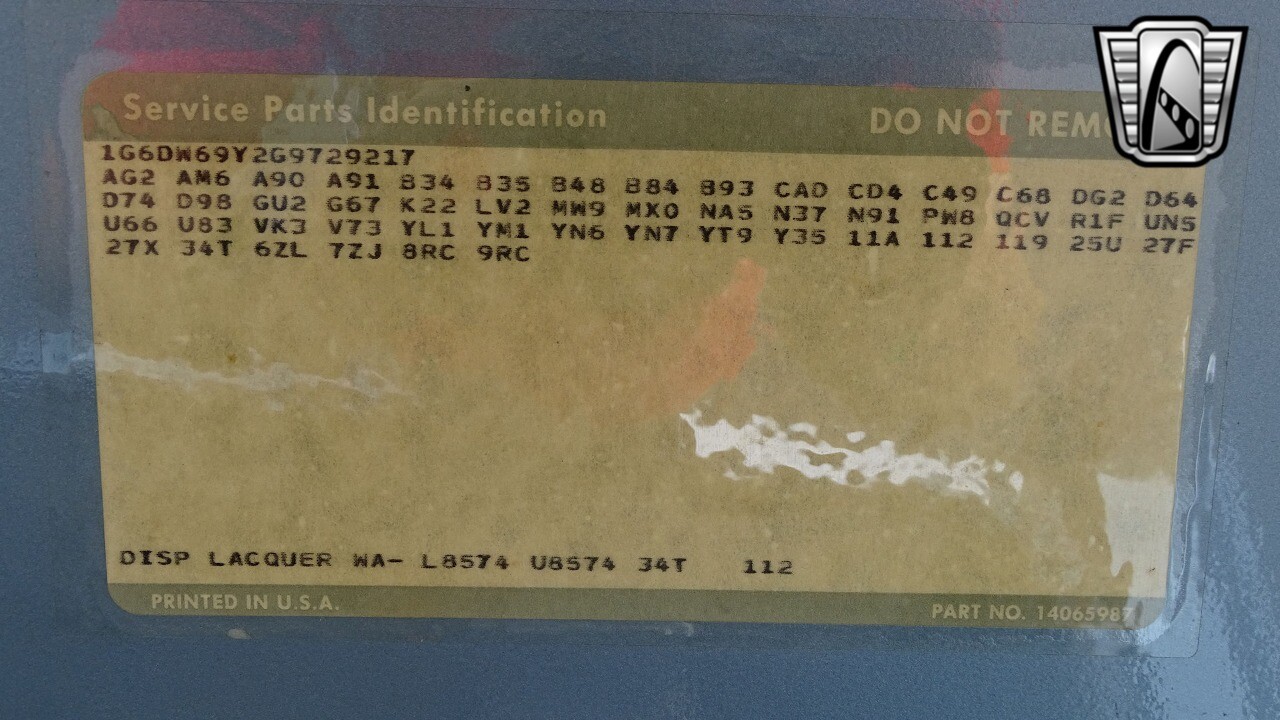 Service Parts Identification DO NOT REMO
1G6DW69Y2G9729217
AG2 AM6 A90 A91 B34 B35 B48 B84 B93 CAD CD4 C49 C68 DG2 D64
D74 D98 GU2 G67 K22 LV2 MW9 MX0 NA5 N37 N91 PW8 QCV R1F UN5
U66 U83 VK3 V73 YL1 YM1 YN6 YN7 YT9 Y35 11A 112 119 25U 27F
27X 34T 6ZL 7ZJ 8RC 9RC
DISP LACQUER WA- L8574 U8574 34T 112
PRINTED IN U.S.A. PART NO. 14065987